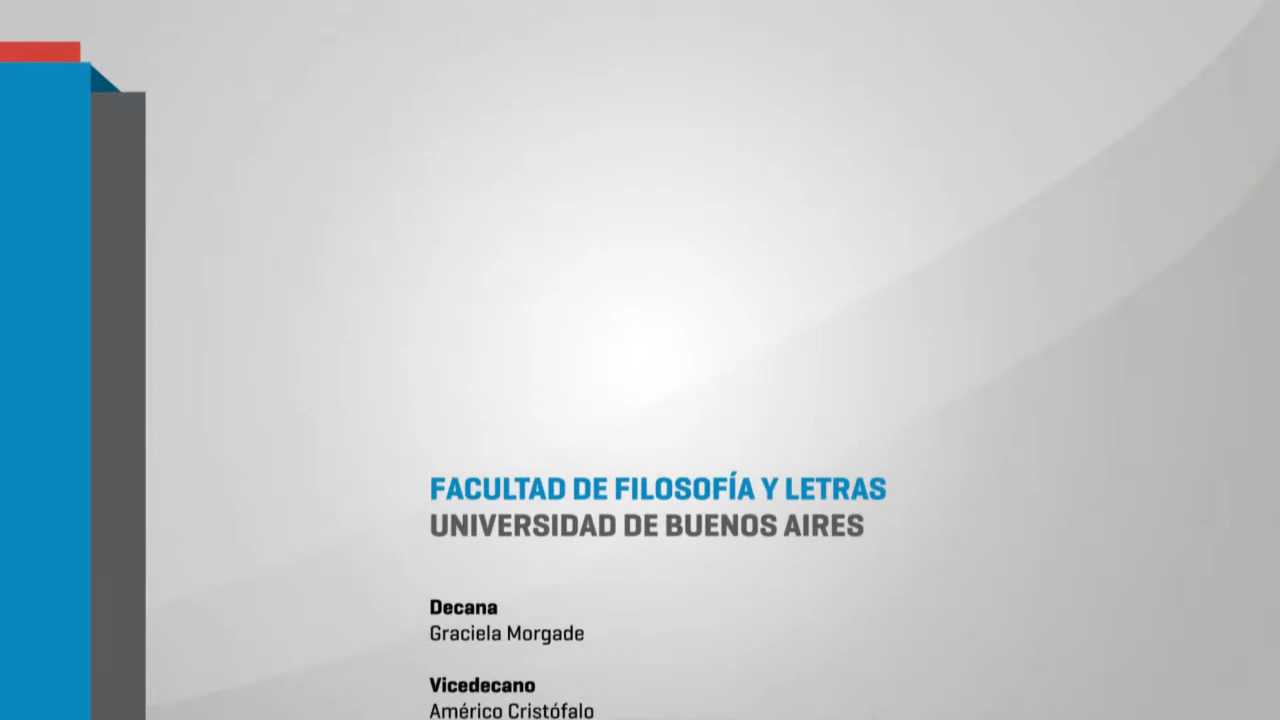 FACULTAD DE FILOSOFÍA Y LETRAS
UNIVERSIDAD DE BUENOS AIRES
Decana
Graciela Morgade
Vicedecano
Américo Cristófalo